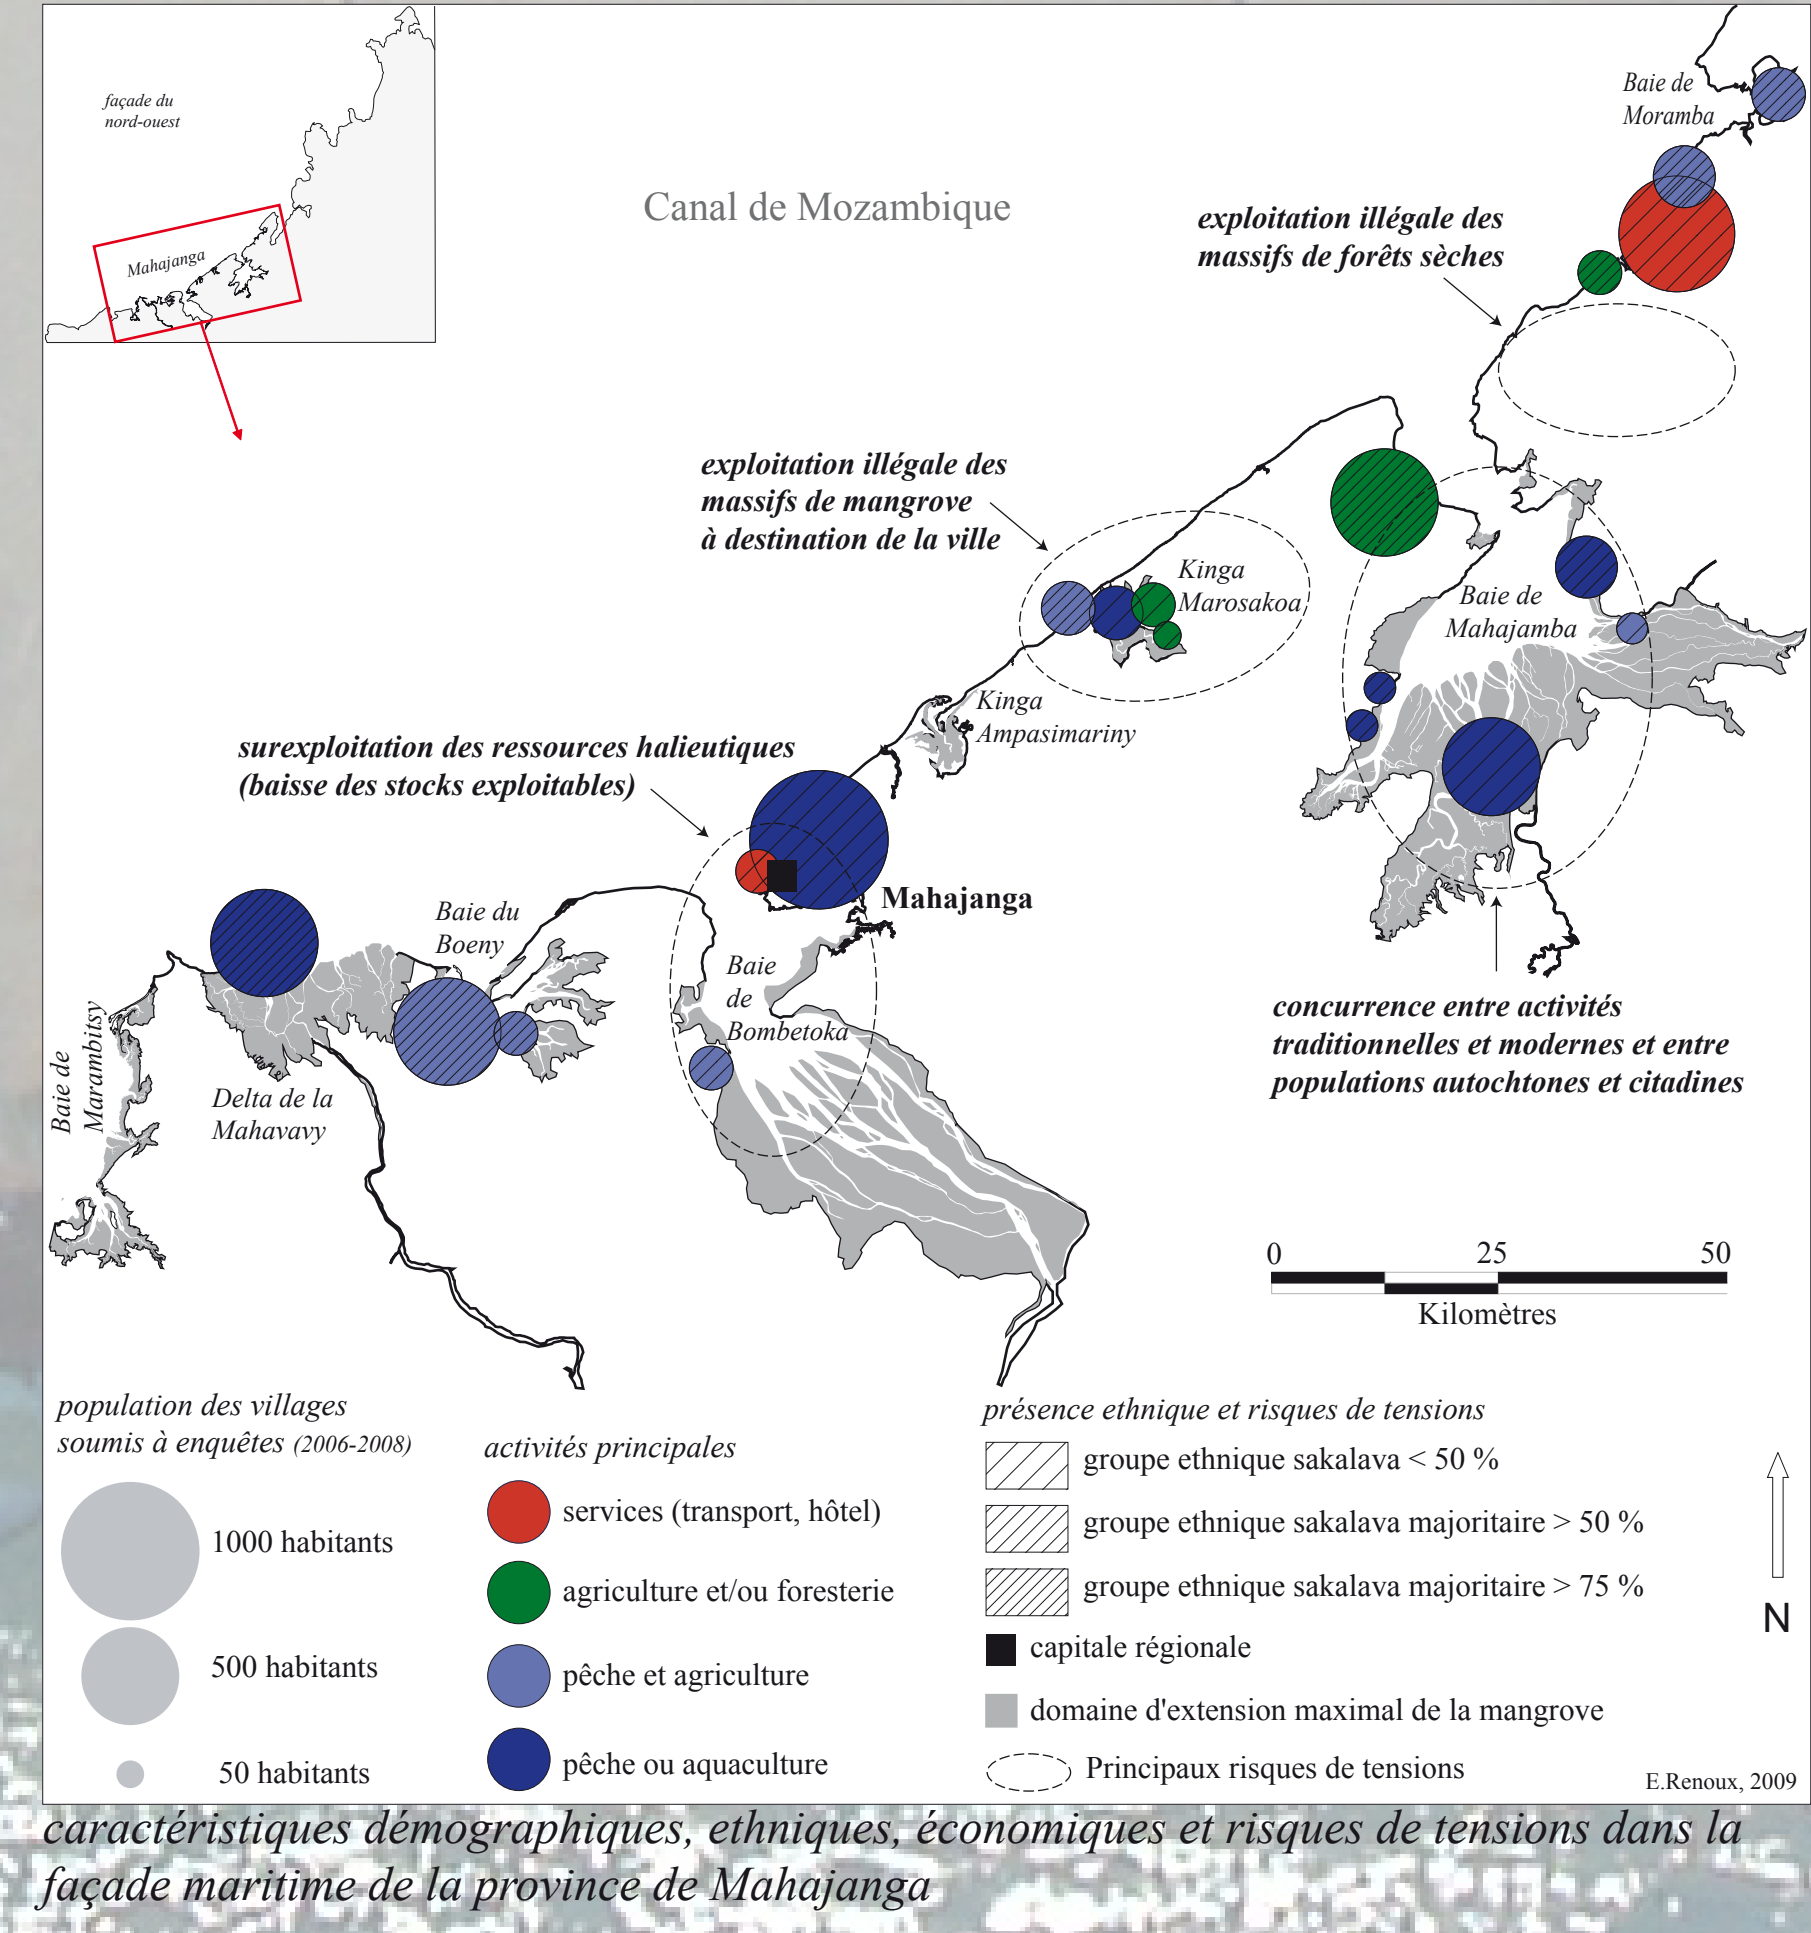 façade du
nord-ouest
Mahajanga
Canal de Mozambique
Baie de
Moramba
exploitation illégale des
massifs de forêts sèches
exploitation illégale des
massifs de mangrove
à destination de la ville
Kinga
Marosakoa
Baie de
Mahajamba
Kinga
Ampasimariny
surexploitation des ressources halieutiques
(baisse des stocks exploitables)
Mahajanga
Baie du
Boeny
Baie
de
Bombetoka
Baie de
Marambitsy
Delta de la
Mahavavy
concurrence entre activités
traditionnelles et modernes et entre
populations autochtones et citadines
0 25 50
Kilomètres
population des villages
soumis à enquêtes (2006-2008)
1000 habitants
500 habitants
50 habitants
activités principales
services (transport, hôtel)
agriculture et/ou foresterie
pêche et agriculture
pêche ou aquaculture
présence ethnique et risques de tensions
groupe ethnique sakalava < 50 %
groupe ethnique sakalava majoritaire > 50 %
groupe ethnique sakalava majoritaire > 75 %
capitale régionale
domaine d'extension maximal de la mangrove
Principaux risques de tensions
N
E.Renoux, 2009
caractéristiques démographiques, ethniques, économiques et risques de tensions dans la
façade maritime de la province de Mahajanga